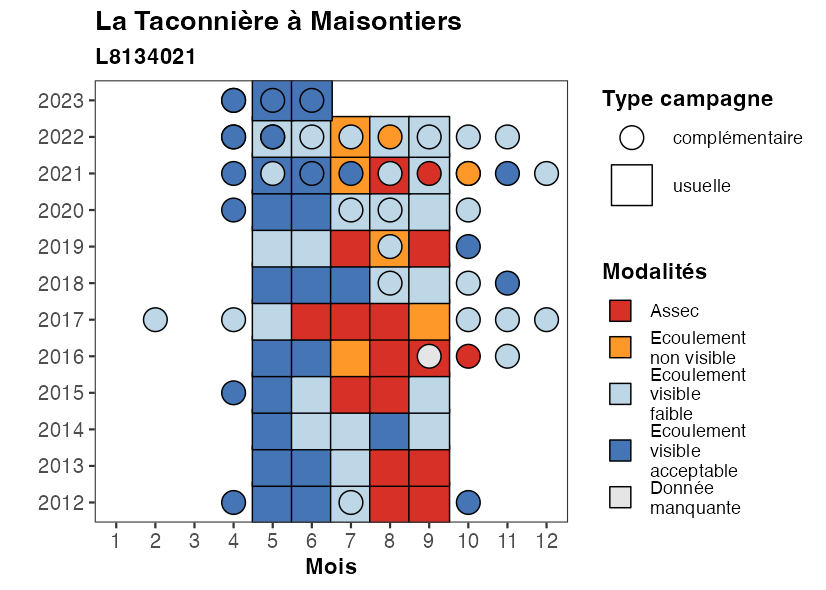 La Taconnière à Maisontiers
L8134021
2023
2022
2021
2020
2019
2018
2017
2016
2015
2014
2013
2012
1 2 3 4 5 6 7 8 9 10 11 12
Mois
Type campagne
complémentaire
usuelle
Modalités
Assec
Ecoulement
non visible
Ecoulement
visible
faible
Ecoulement
visible
acceptable
Donnée
manquante